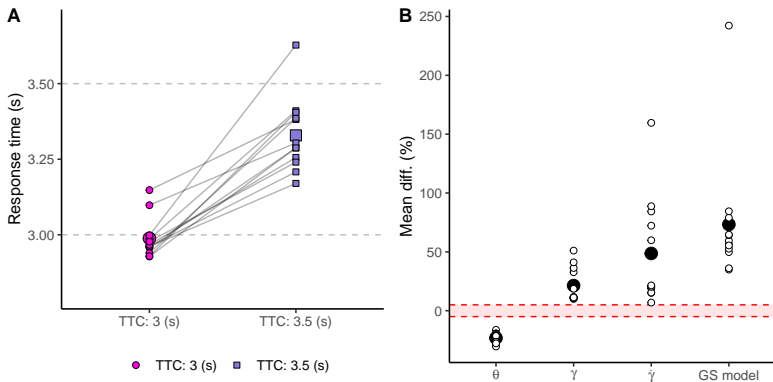 A
Response time (s)
3.50
3.25
3.00
TTC: 3 (s)
TTC: 3.5 (s)
TTC: 3 (s)
TTC: 3.5 (s)
B
Mean diff. (%)
250
200
150
100
50
0
θ
γ
γ̇
GS model